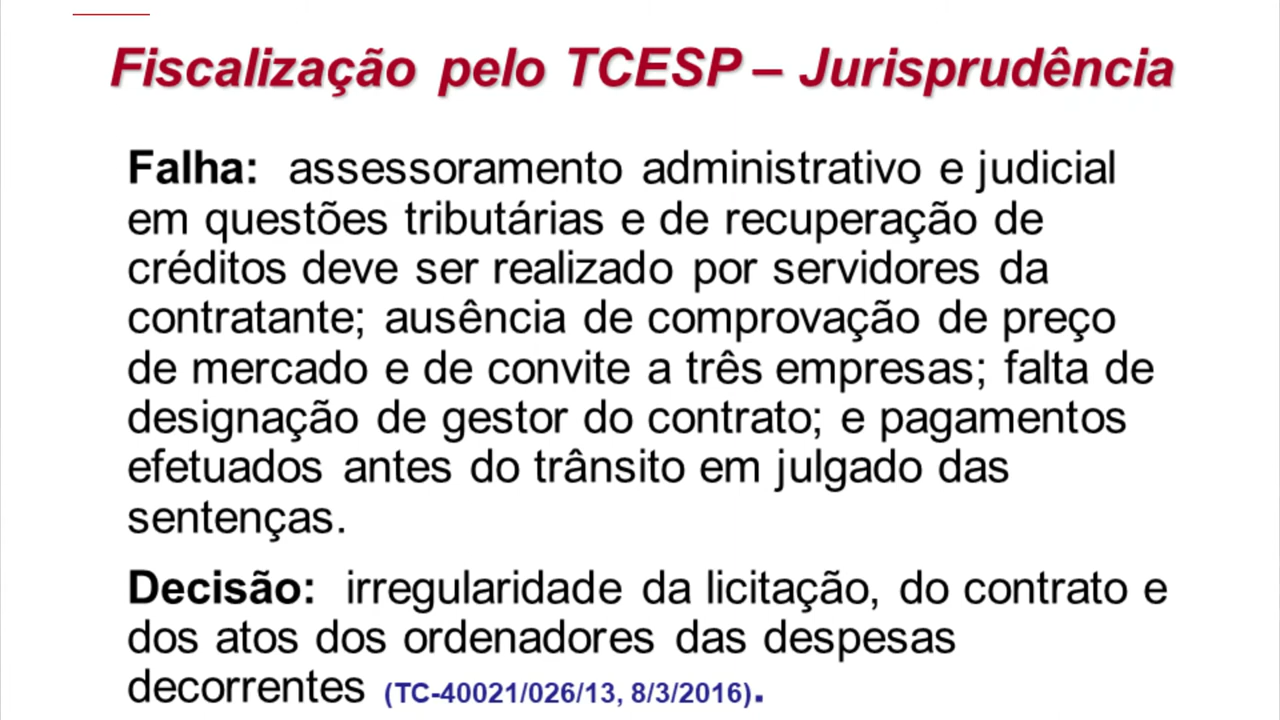 Fiscalização pelo TCESP – Jurisprudência
Falha: assessoramento administrativo e judicial
em questões tributárias e de recuperação de
créditos deve ser realizado por servidores da
contratante; ausência de comprovação de preço
de mercado e de convite a três empresas; falta de
designação de gestor do contrato; e pagamentos
efetuados antes do trânsito em julgado das
sentenças.
Decisão: irregularidade da licitação, do contrato e
dos atos dos ordenadores das despesas
decorrentes (TC-40021/026/13, 8/3/2016).